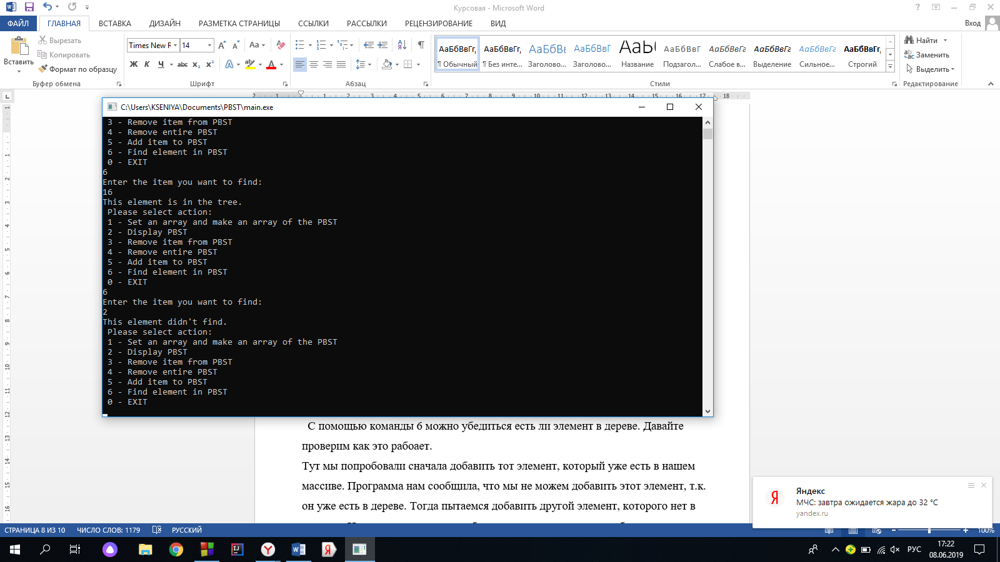 Курсовая - Microsoft Word
ФАЙЛ ГЛАВНАЯ ВСТАВКА ДИЗАЙН РАЗМЕТКА СТРАНИЦЫ ССЫЛКИ РАССЫЛКИ РЕЦЕНЗИРОВАНИЕ ВИД Вход
Вставить
Вырезать
Копировать
Формат по образцу
Буфер обмена
Times New R 14
Шрифт
Абзац
АаБбВвГг, АаБбВвГг, АаБбВ АаБбВвГ АаБ АаБбВвГ АаБбВвГг АаБбВвГг АаБбВвГг АаБбВвГг,
¶ Обычный ¶ Без инте... Заголово... Заголово... Название Подзагол... Слабое в... Выделение Сильное... Строгий
Стили
Найти
Заменить
Выделить
Редактирование
C:\Users\KSENIYA\Documents\PBST\main.exe
3 - Remove item from PBST
4 - Remove entire PBST
5 - Add item to PBST
6 - Find element in PBST
0 - EXIT
6
Enter the item you want to find:
16
This element is in the tree.
Please select action:
1 - Set an array and make an array of the PBST
2 - Display PBST
3 - Remove item from PBST
4 - Remove entire PBST
5 - Add item to PBST
6 - Find element in PBST
0 - EXIT
6
Enter the item you want to find:
2
This element didn't find.
Please select action:
1 - Set an array and make an array of the PBST
2 - Display PBST
3 - Remove item from PBST
4 - Remove entire PBST
5 - Add item to PBST
6 - Find element in PBST
0 - EXIT
С помощью команды 6 можно убедиться есть ли элемент в дереве. Давайте
проверим как это рабоает.
Тут мы попробовали сначала добавить тот элемент, который уже есть в нашем
массиве. Программа нам сообщила, что мы не можем добавить этот элемент, т.к.
он уже есть в дереве. Тогда пытаемся добавить другой элемент, которого нет в
Яндекс
МЧС: завтра ожидается жара до 32 °C
yandex.ru
СТРАНИЦА 8 ИЗ 10 ЧИСЛО СЛОВ: 1179 РУССКИЙ 100%
РУС
17:22
08.06.2019